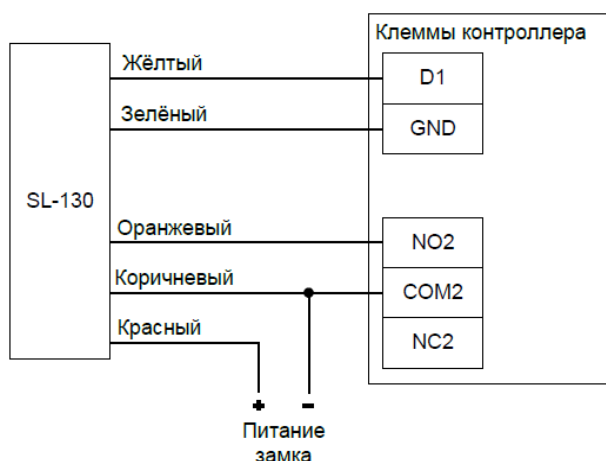 Клеммы контроллера
Жёлтый
D1
Зелёный
GND
SL-130
Оранжевый
NO2
Коричневый
COM2
Красный
NC2
+ −
Питание
замка